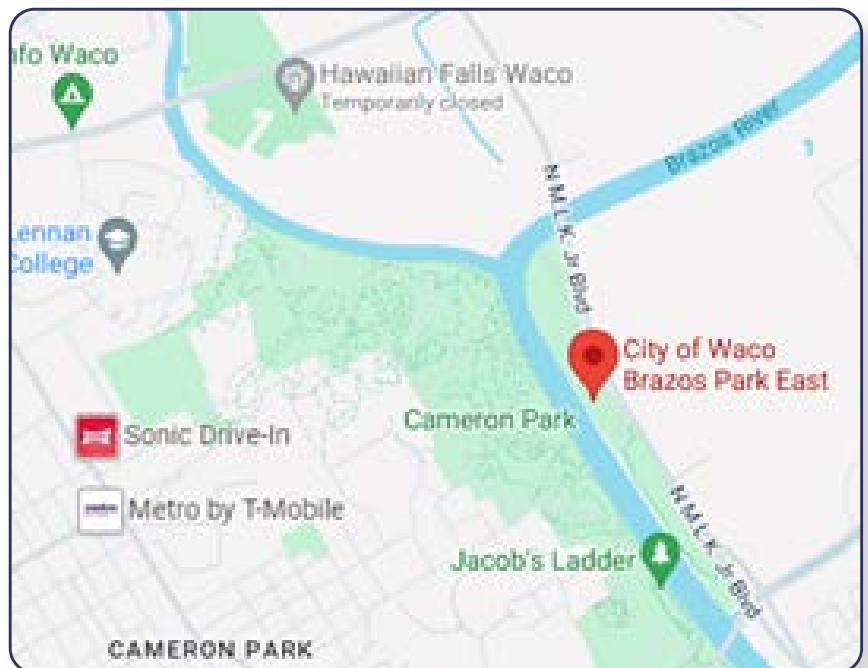 nfo Waco
Hawaiian Falls Waco
Temporarily closed
Brazos River
N M.L.K. Jr Blvd
Lennan
College
City of Waco
Brazos Park East
Cameron Park
Sonic Drive-In
Metro by T-Mobile
N M.L.K. Jr Blvd
Jacob's Ladder
CAMERON PARK